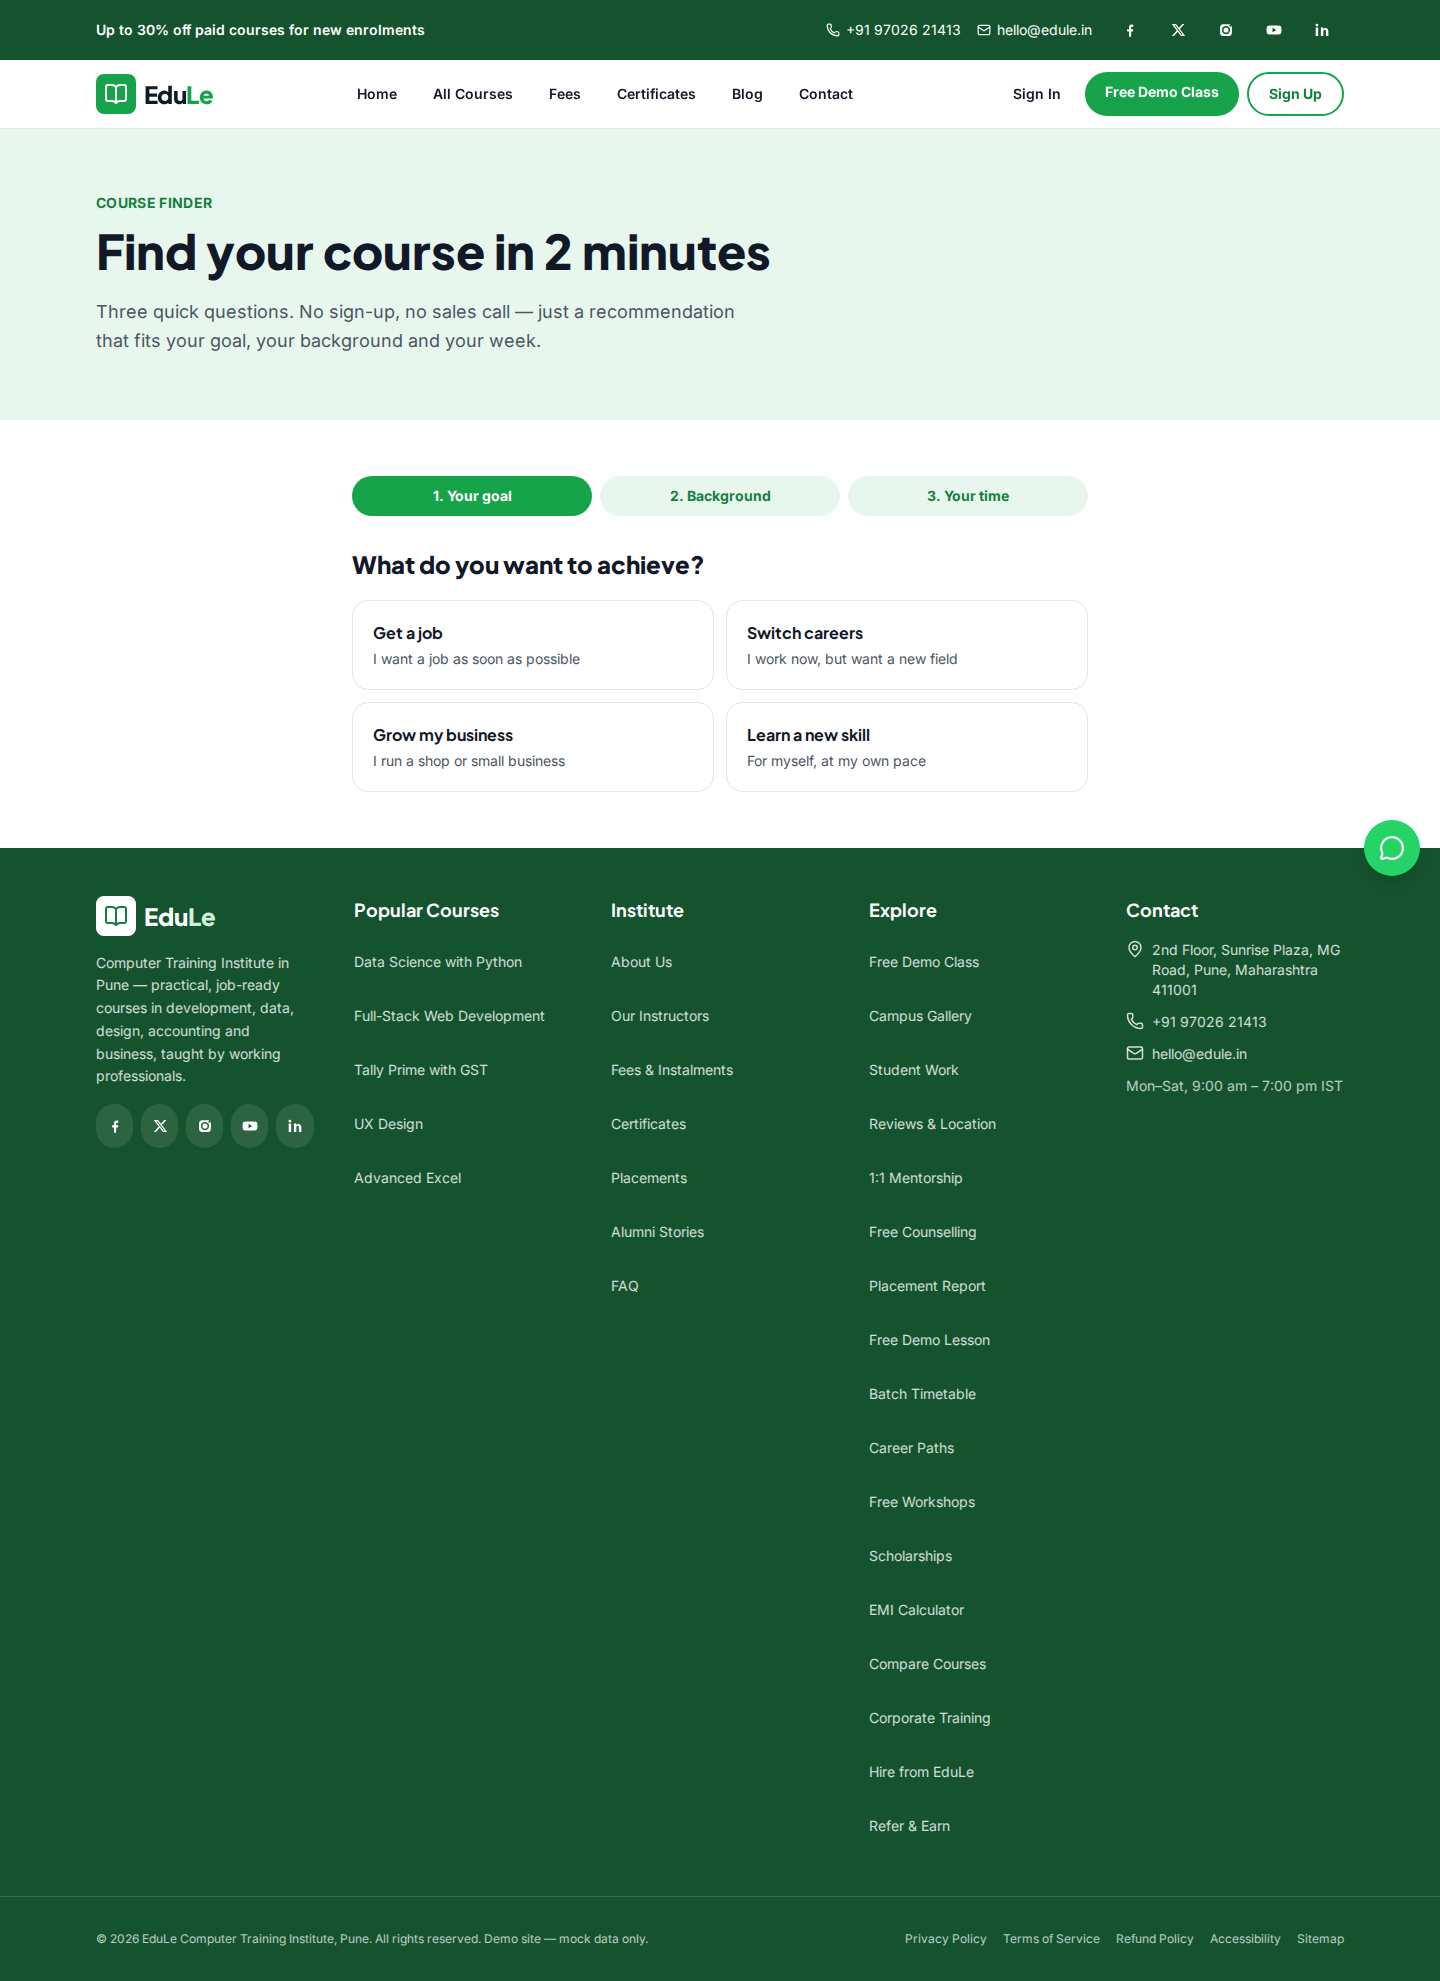 Up to 30% off paid courses for new enrolments
+91 97026 21413
hello@edule.in
EduLe
Home
All Courses
Fees
Certificates
Blog
Contact
Sign In
Free Demo Class
Sign Up
COURSE FINDER
Find your course in 2 minutes
Three quick questions. No sign-up, no sales call — just a recommendation
that fits your goal, your background and your week.
1. Your goal
2. Background
3. Your time
What do you want to achieve?
Get a job
I want a job as soon as possible
Switch careers
I work now, but want a new field
Grow my business
I run a shop or small business
Learn a new skill
For myself, at my own pace
EduLe
Computer Training Institute in
Pune — practical, job-ready
courses in development, data,
design, accounting and
business, taught by working
professionals.
Popular Courses
Data Science with Python
Full-Stack Web Development
Tally Prime with GST
UX Design
Advanced Excel
Institute
About Us
Our Instructors
Fees & Instalments
Certificates
Placements
Alumni Stories
FAQ
Explore
Free Demo Class
Campus Gallery
Student Work
Reviews & Location
1:1 Mentorship
Free Counselling
Placement Report
Free Demo Lesson
Batch Timetable
Career Paths
Free Workshops
Scholarships
EMI Calculator
Compare Courses
Corporate Training
Hire from EduLe
Refer & Earn
Contact
2nd Floor, Sunrise Plaza, MG
Road, Pune, Maharashtra
411001
+91 97026 21413
hello@edule.in
Mon–Sat, 9:00 am – 7:00 pm IST
© 2026 EduLe Computer Training Institute, Pune. All rights reserved. Demo site — mock data only.
Privacy Policy
Terms of Service
Refund Policy
Accessibility
Sitemap